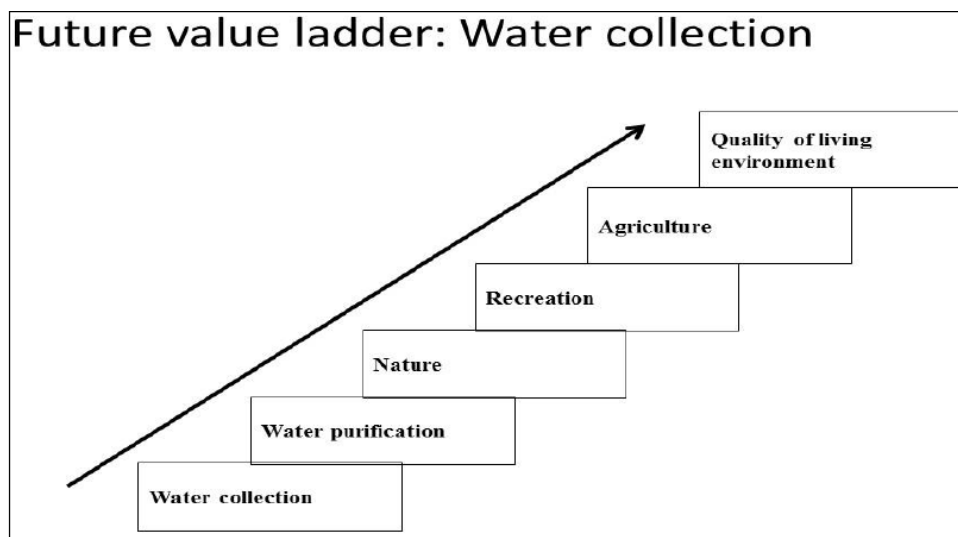 Future value ladder: Water collection
Quality of living
environment
Agriculture
Recreation
Nature
Water purification
Water collection